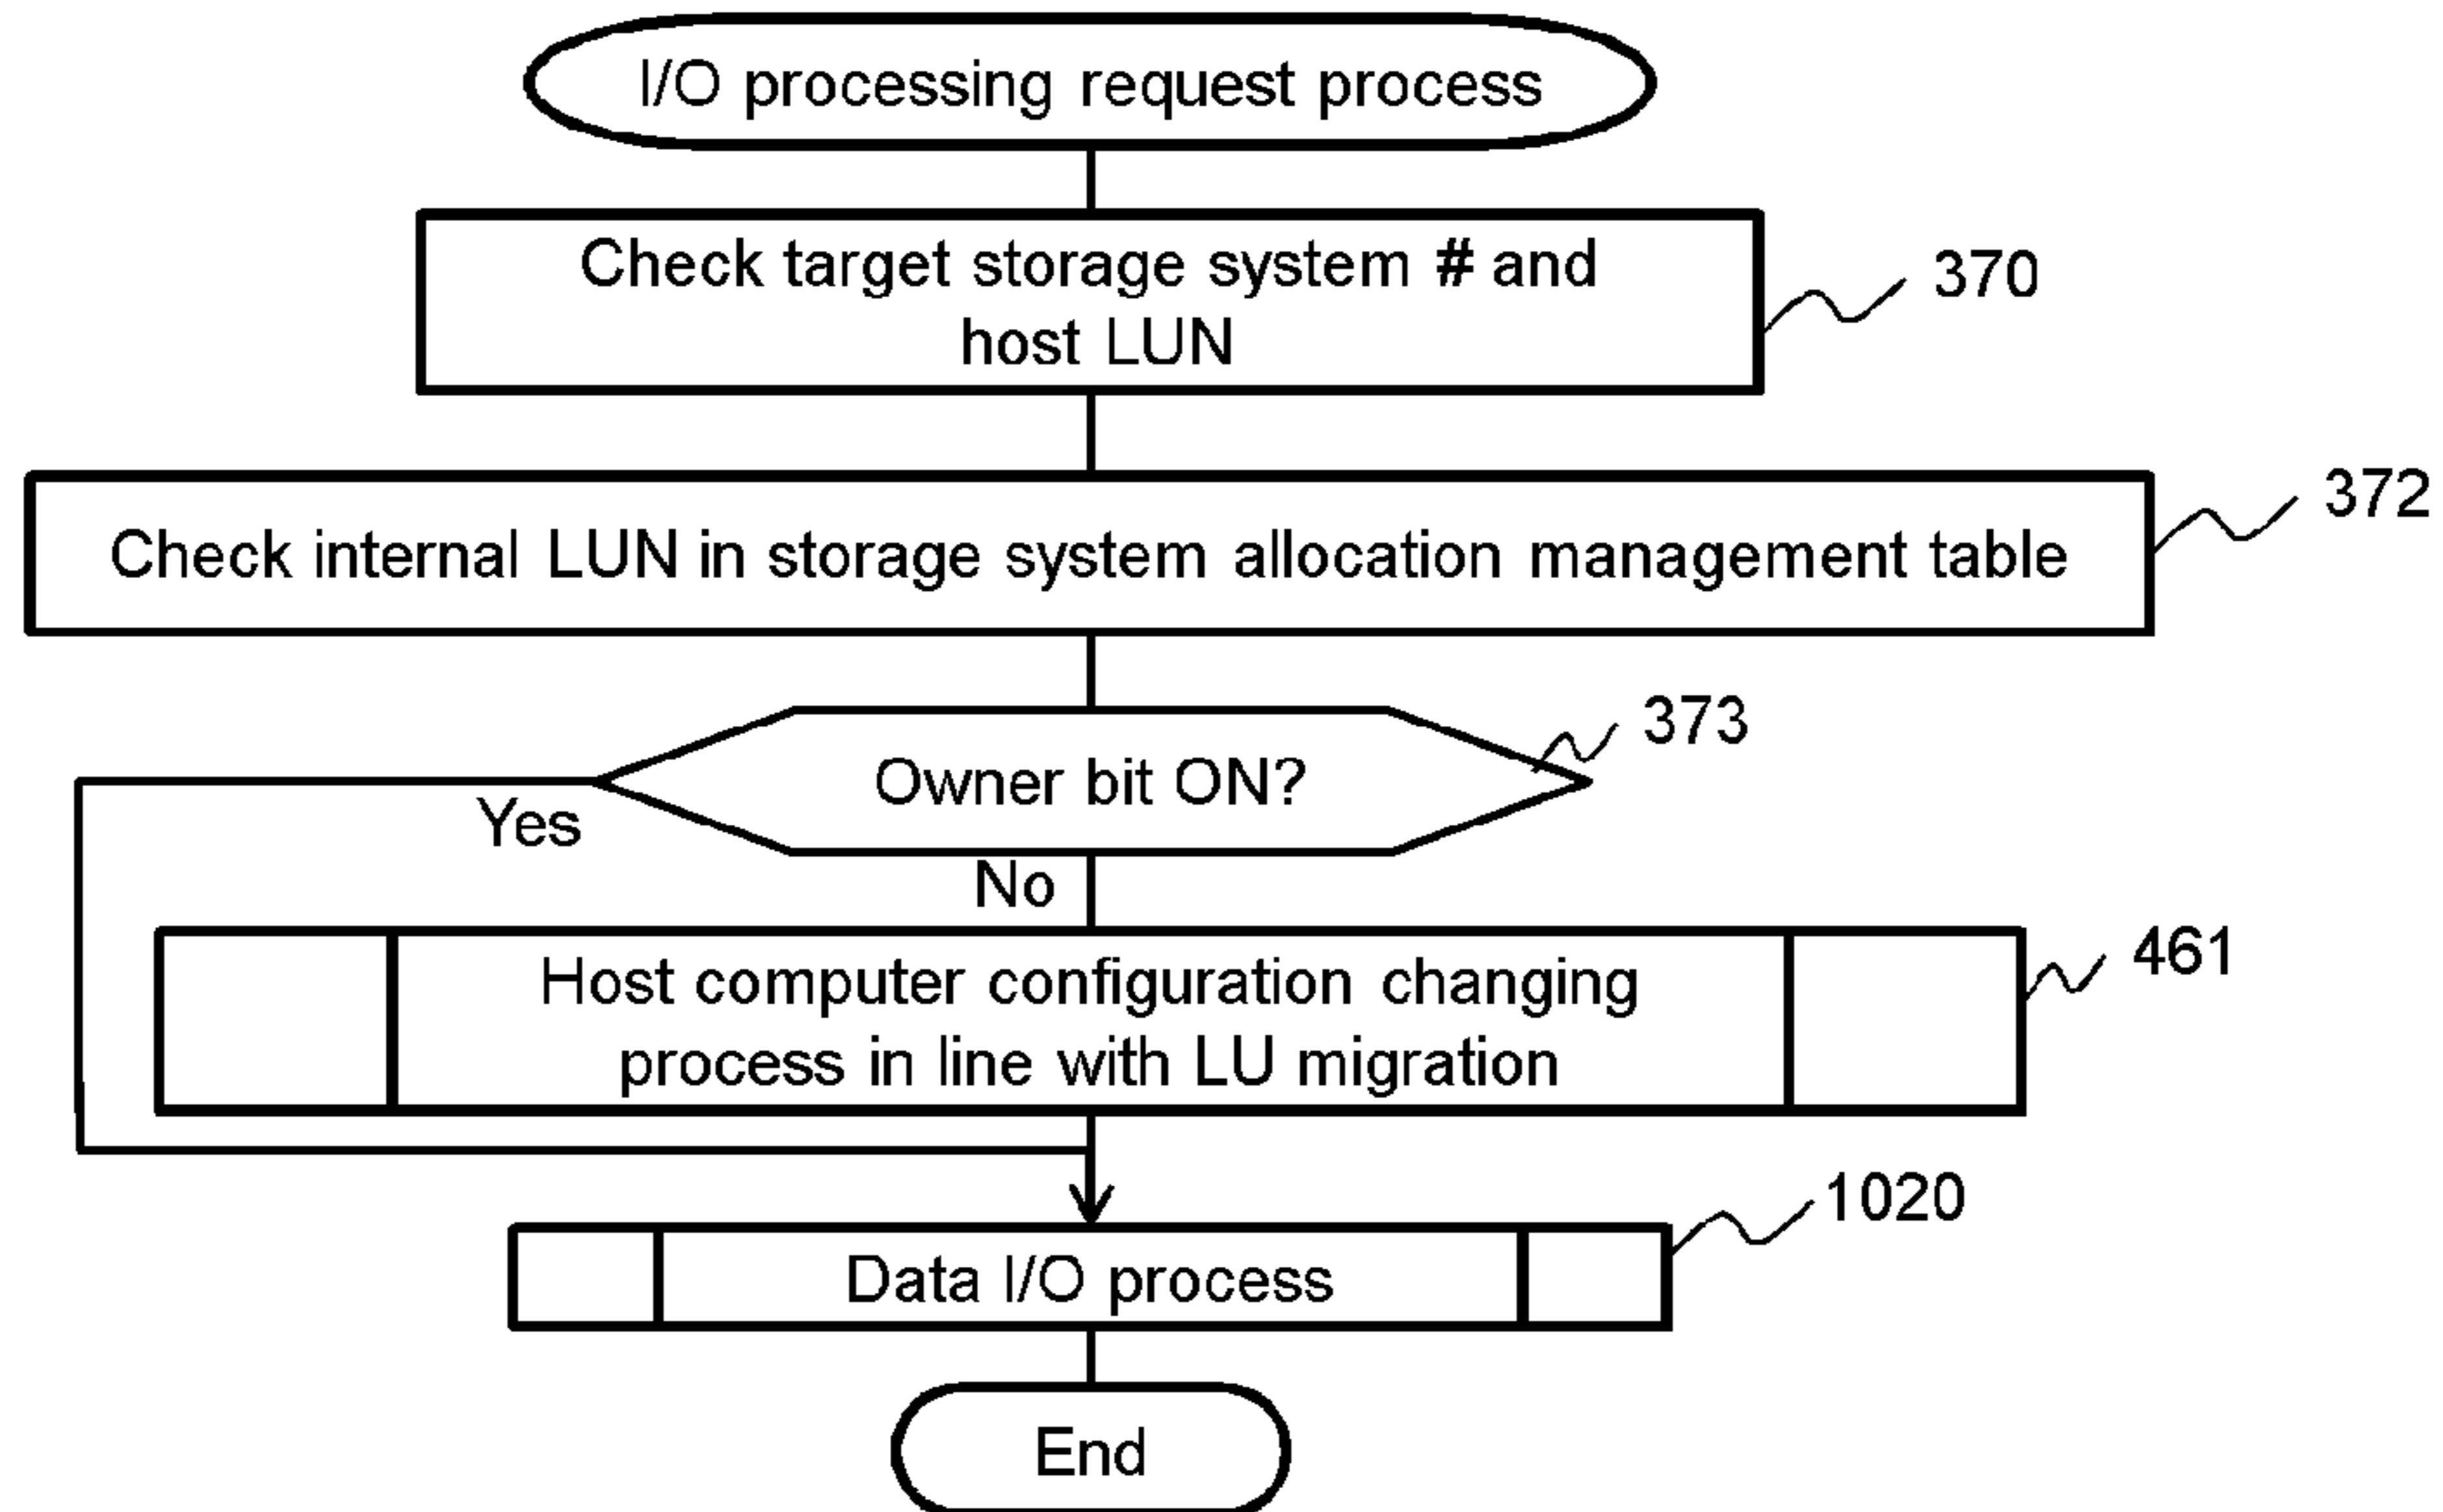 I/O processing request process
Check target storage system # and
host LUN
370
Check internal LUN in storage system allocation management table
372
Owner bit ON?
373
Yes
No
Host computer configuration changing
process in line with LU migration
461
Data I/O process
1020
End